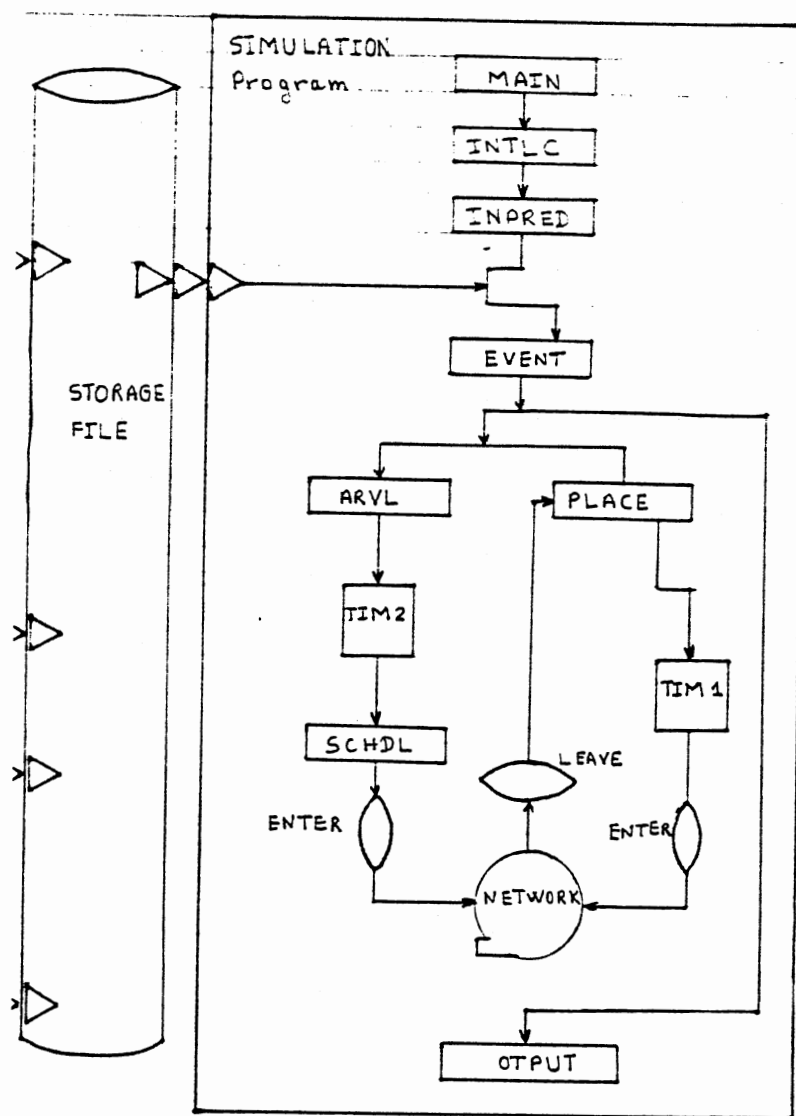 SIMULATION
Program
MAIN
INTLC
INPRED
EVENT
STORAGE
FILE
ARVL
PLACE
TIM2
TIM1
SCHDL
LEAVE
ENTER
ENTER
NETWORK
OTPUT